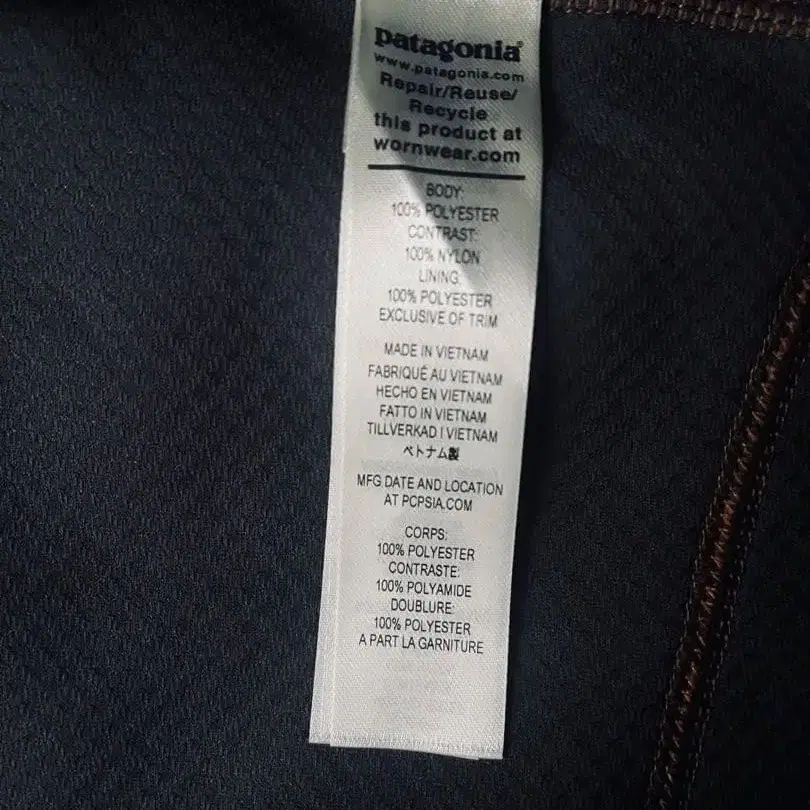 patagonia®
www.patagonia.com
Repair/Reuse/
Recycle
this product at
wornwear.com
BODY:
100% POLYESTER
CONTRAST:
100% NYLON
LINING:
100% POLYESTER
EXCLUSIVE OF TRIM
MADE IN VIETNAM
FABRIQUÉ AU VIETNAM
HECHO EN VIETNAM
FATTO IN VIETNAM
TILLVERKAD I VIETNAM
ベトナム製
MFG DATE AND LOCATION
AT PCPSIA.COM
CORPS:
100% POLYESTER
CONTRASTE:
100% POLYAMIDE
DOUBLURE:
100% POLYESTER
A PART LA GARNITURE